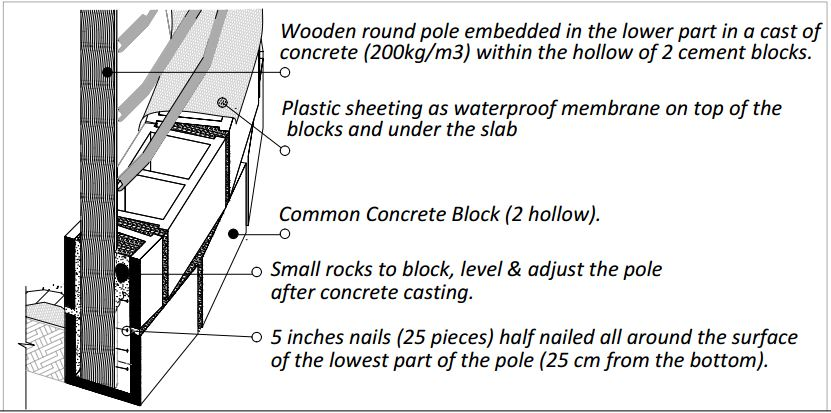 Wooden round pole embedded in the lower part in a cast of
concrete (200kg/m3) within the hollow of 2 cement blocks.
Plastic sheeting as waterproof membrane on top of the
blocks and under the slab
Common Concrete Block (2 hollow).
Small rocks to block, level & adjust the pole
after concrete casting.
5 inches nails (25 pieces) half nailed all around the surface
of the lowest part of the pole (25 cm from the bottom).